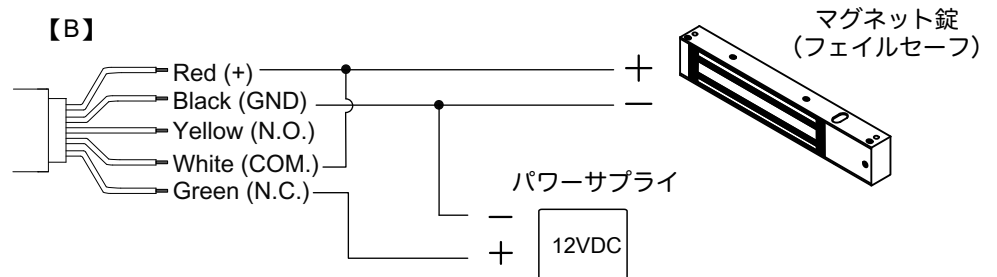 【B】
マグネット錠
（フェイルセーフ）
Red (+)
+
Black (GND)
−
Yellow (N.O.)
White (COM.)
Green (N.C.)
パワーサプライ
−
+
12VDC